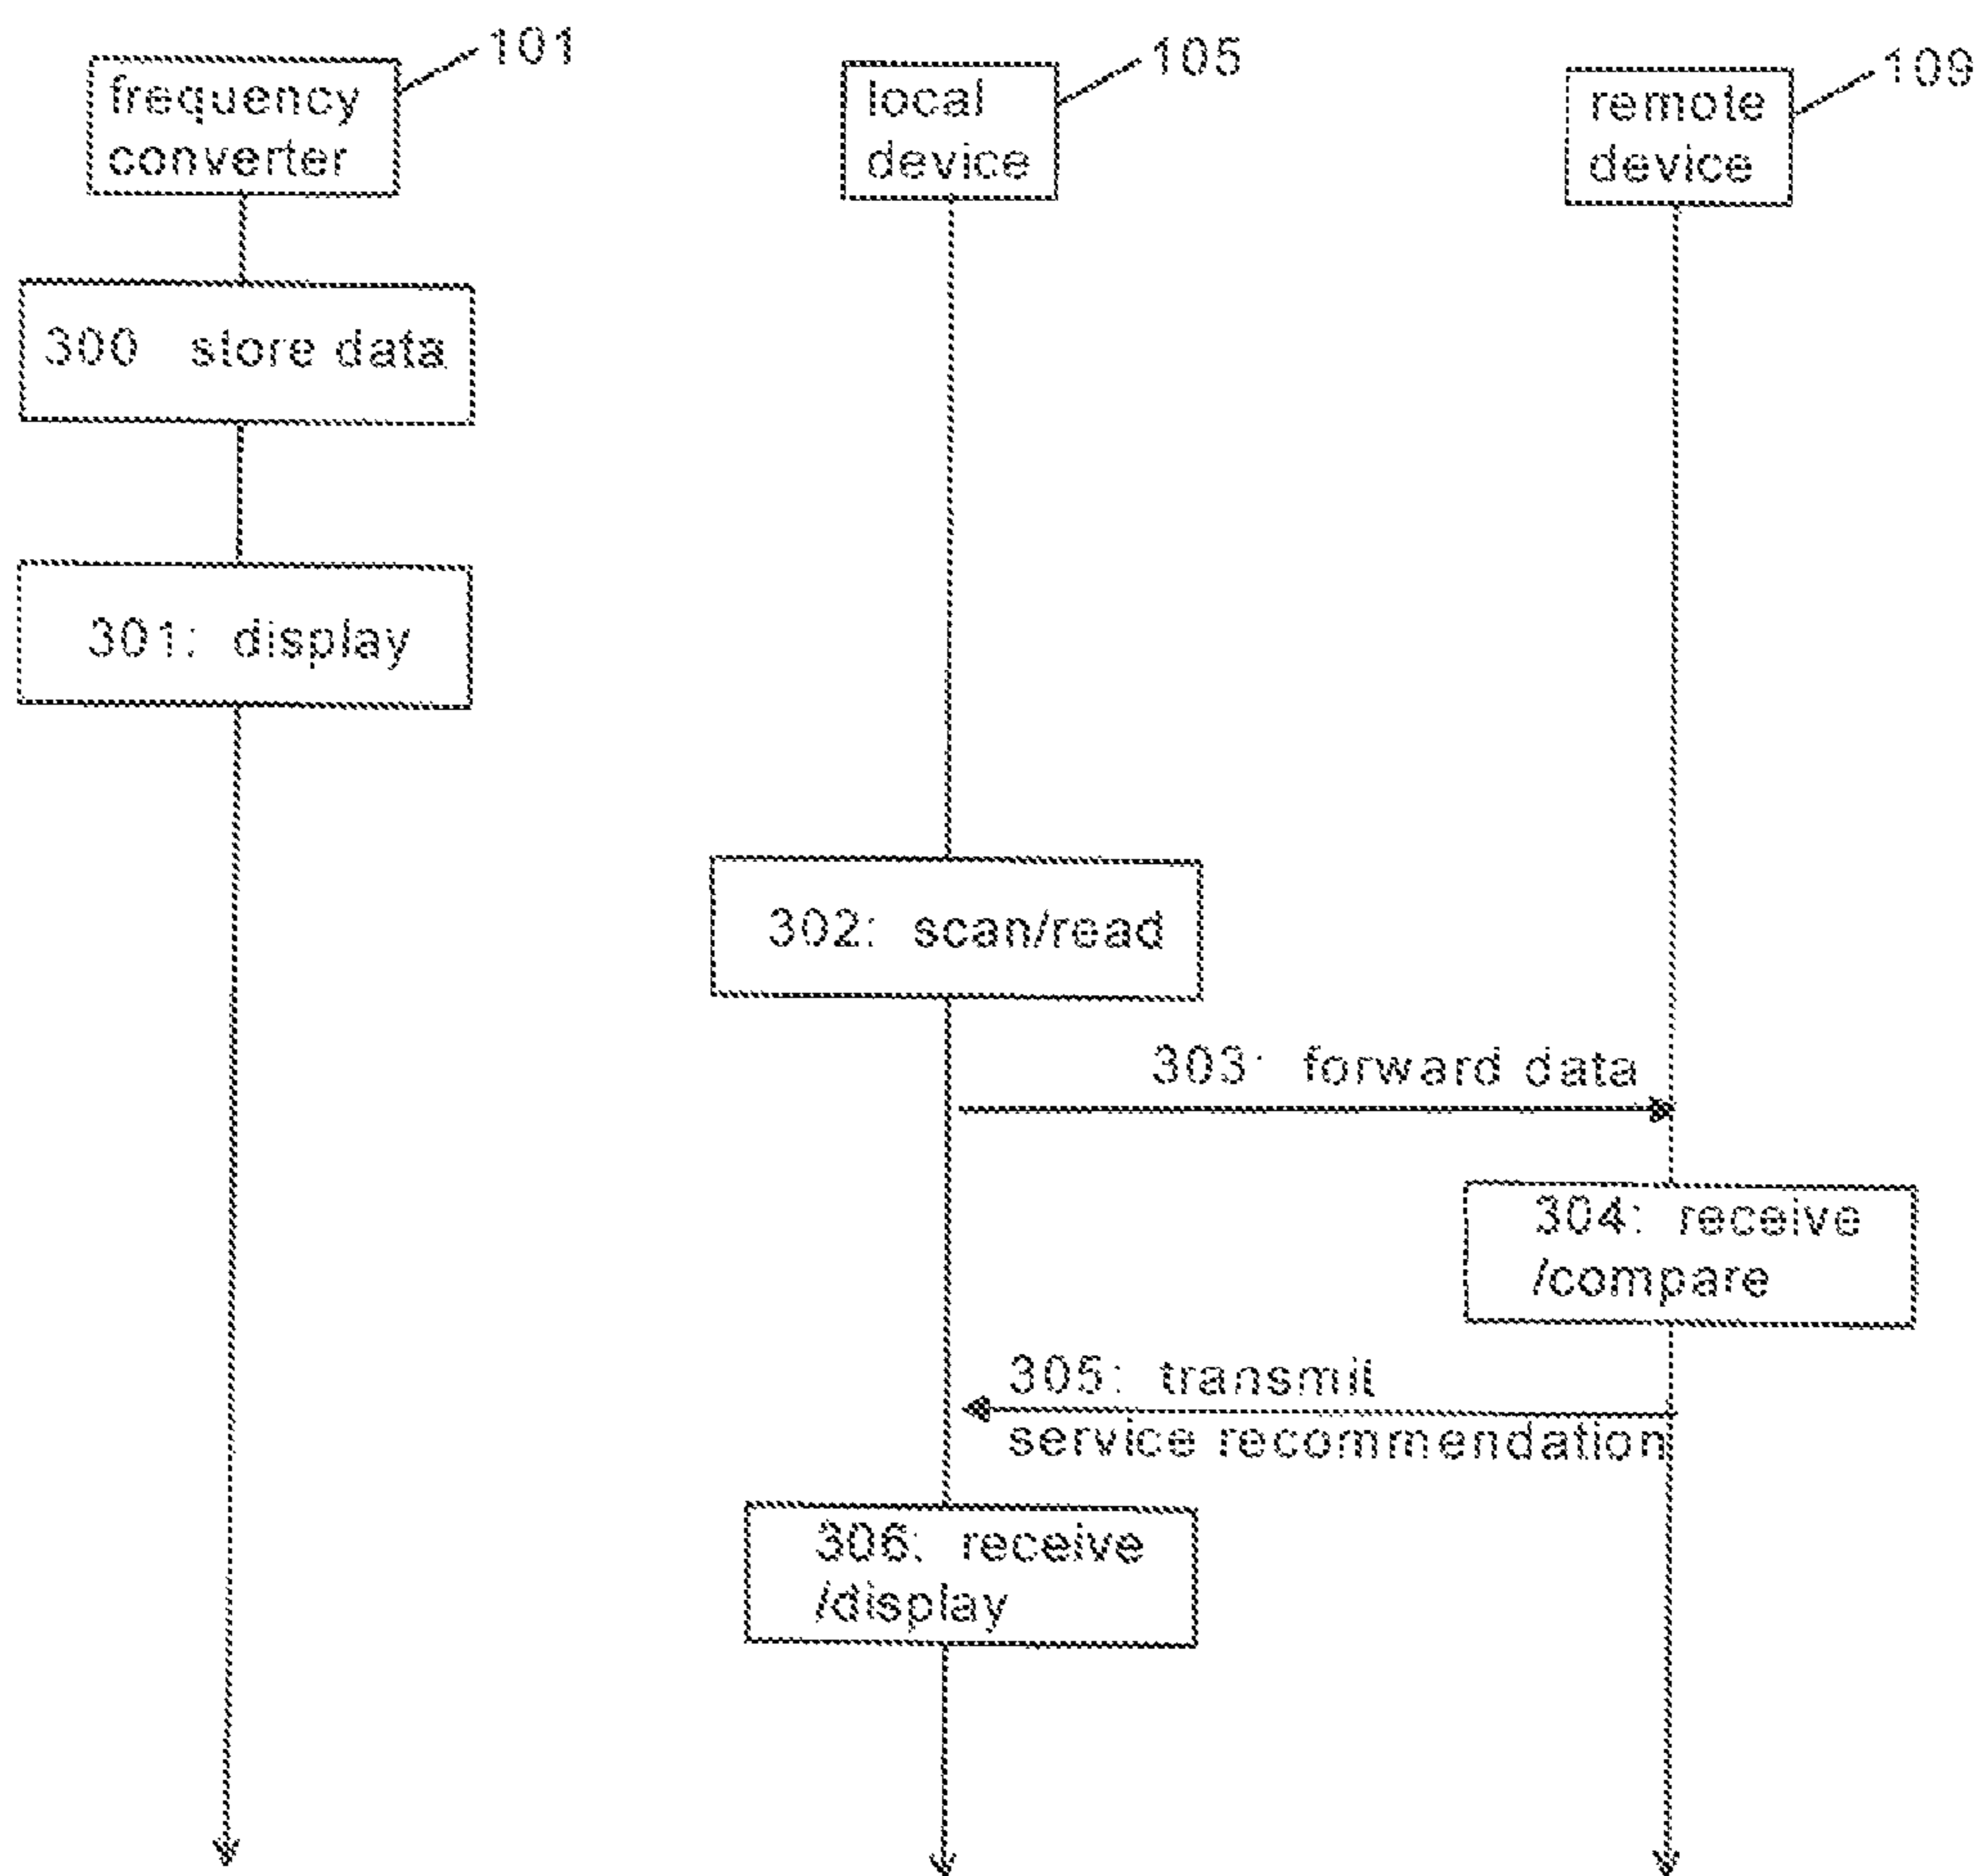 101
105
109
frequency
converter
local
device
remote
device
300 store data
301: display
302: scan/read
303: forward data
304: receive
/compare
305: transmit
service recommendation
306: receive
/display